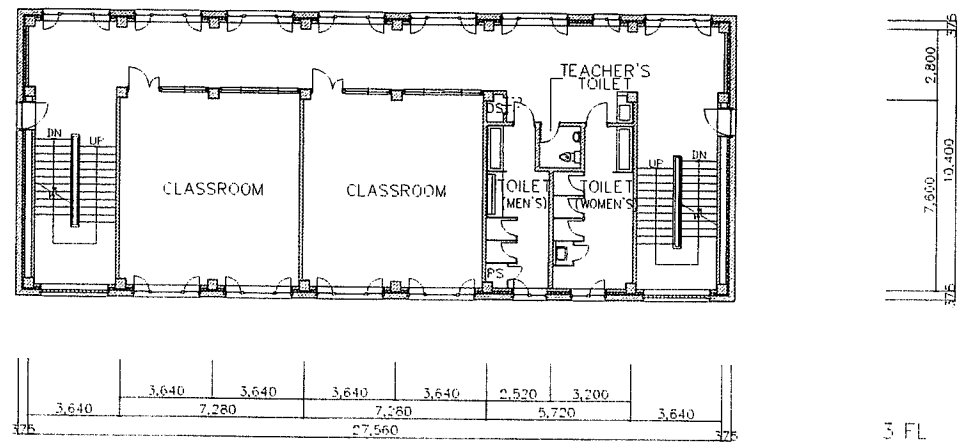 TEACHER'S
TOILET
DN
UP
UP
DN
CLASSROOM
CLASSROOM
TOILET
(MEN'S)
TOILET
(WOMEN'S)
PS
375
2,800
10,400
7,600
375
3,640
3,640
3,640
3,640
2,520
3,200
3,640
7,280
7,280
5,720
3,640
375
27,560
375
3 FL